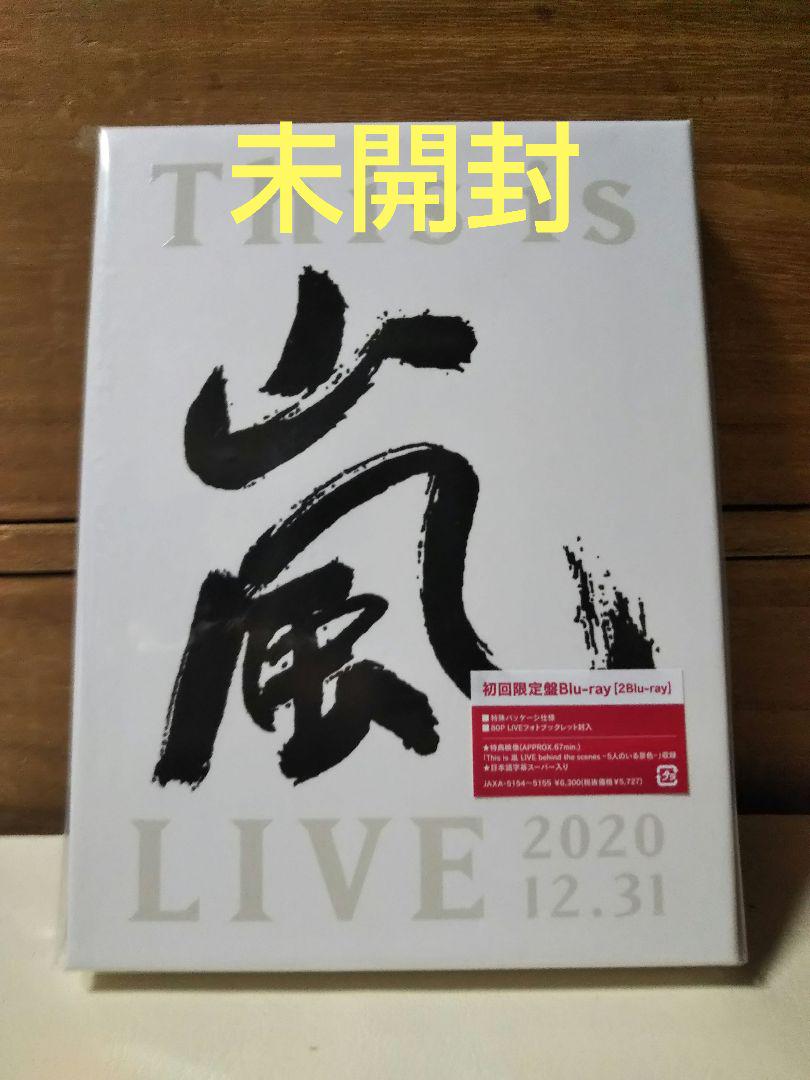 未開封
This is
嵐
初回限定盤Blu-ray [2Blu-ray]
■特殊パッケージ仕様
■80P LIVEフォトブックレット封入
★特典映像(APPROX.67min.)
「This is 嵐 LIVE behind the scenes ~5人のいる景色~」収録
★日本語字幕スーパー入り
JAXA-5154~5155 ¥6,300(税抜価格¥5,727)
LIVE 2020
12.31